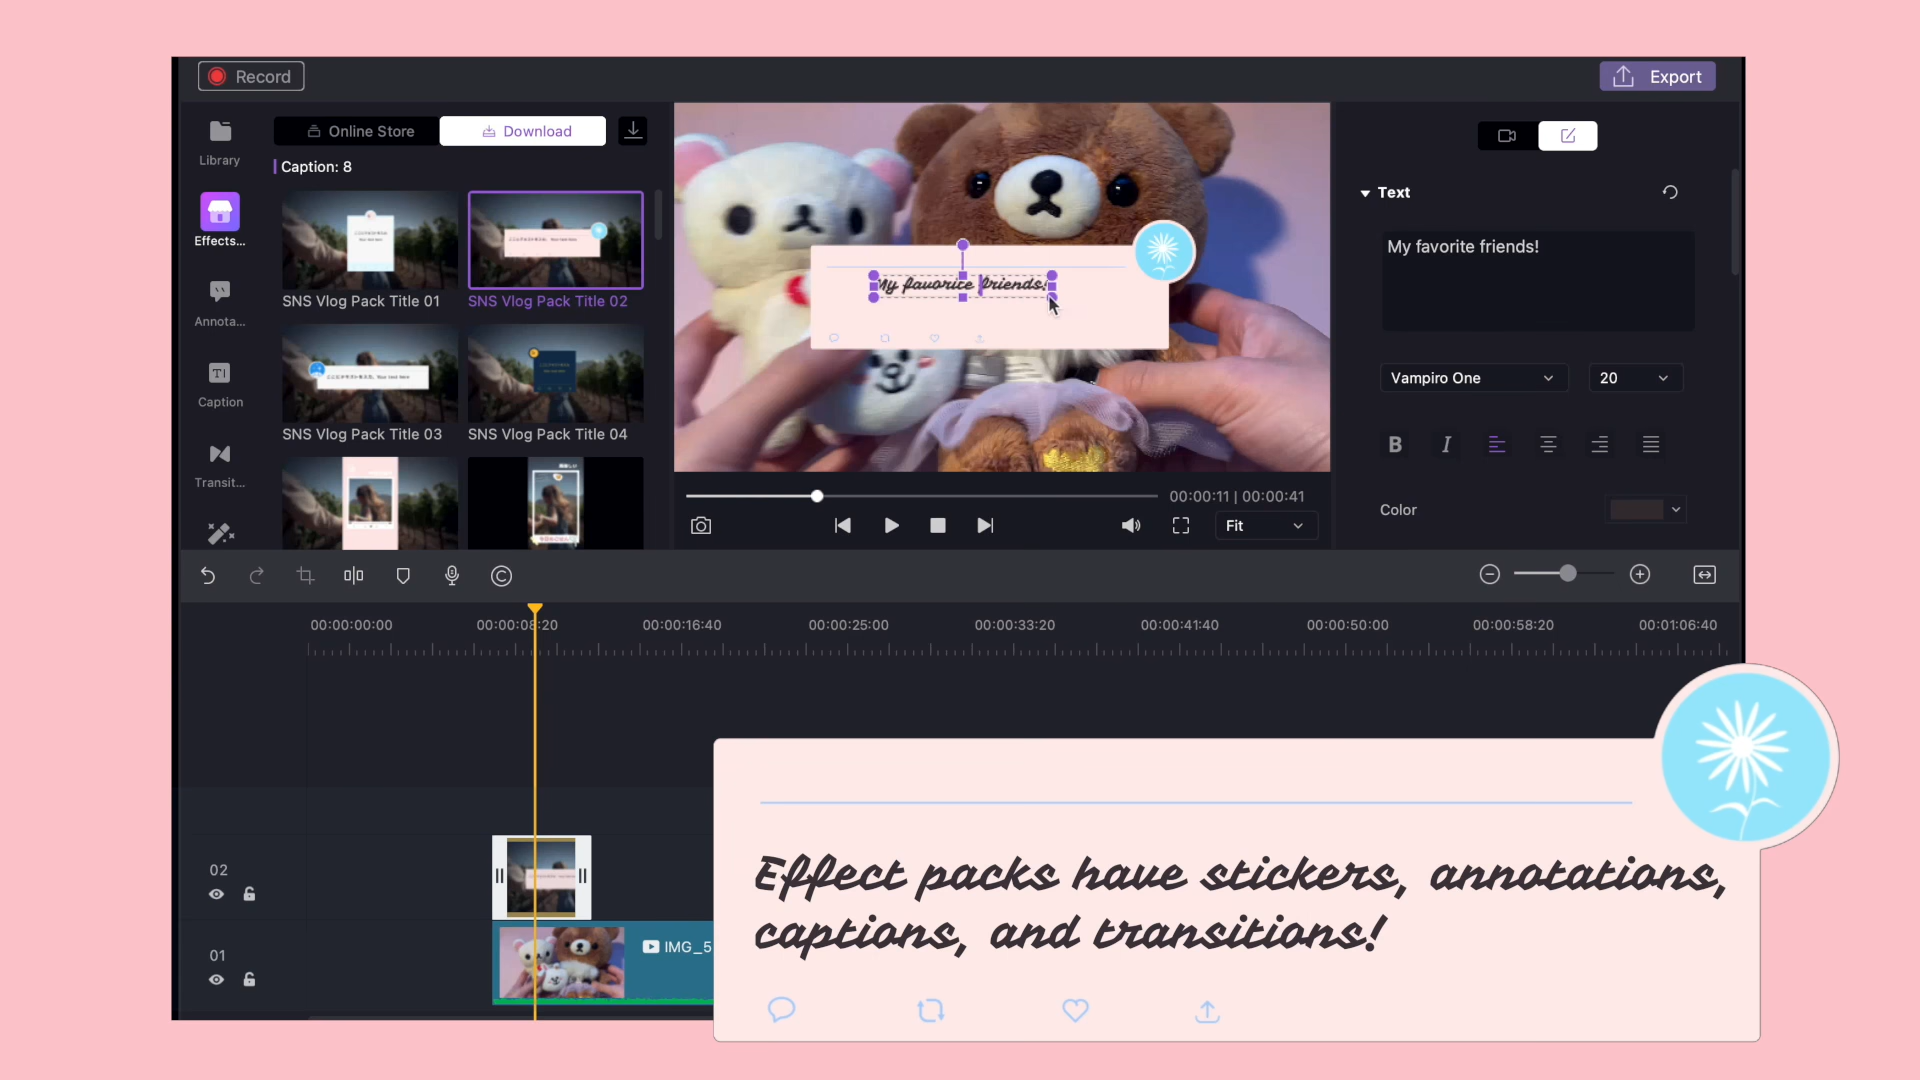 Record
Export
Online Store
Download
Library
Caption: 8
Effects...
SNS Vlog Pack Title 01
SNS Vlog Pack Title 02
Annota...
Caption
SNS Vlog Pack Title 03
SNS Vlog Pack Title 04
Transit...
My favorite friends!
00:00:11 | 00:00:41
Fit
Text
My favorite friends!
Vampiro One
20
B I
Color
00:00:00:00
00:00:08:20
00:00:16:40
00:00:25:00
00:00:33:20
00:00:41:40
00:00:50:00
00:00:58:20
00:01:06:40
02
01
IMG_5
Effect packs have stickers, annotations,
captions, and transitions!